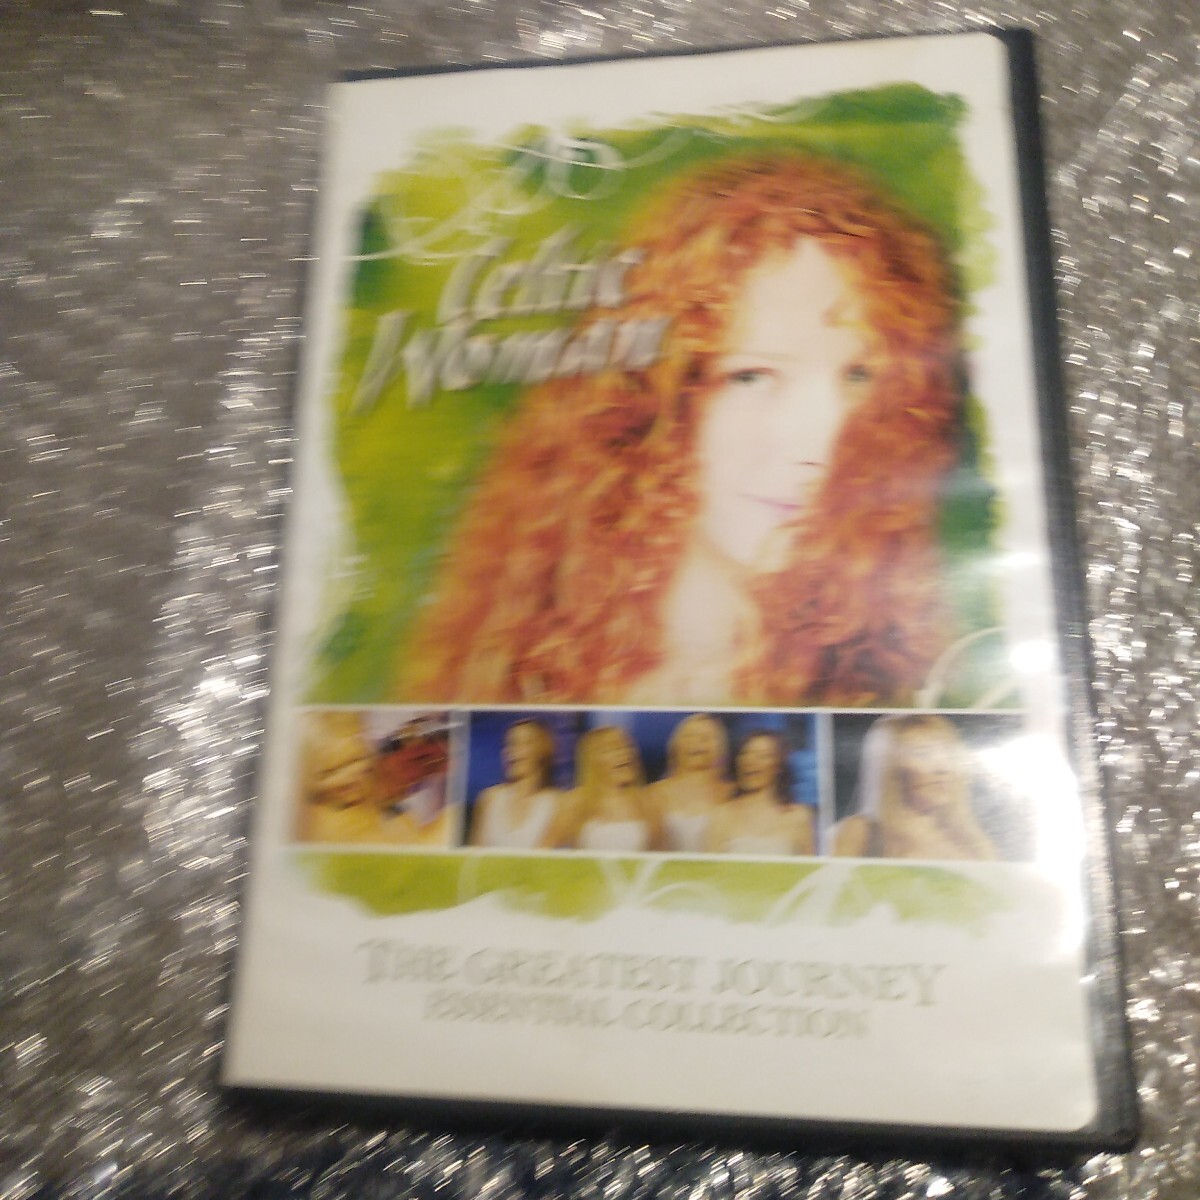 Celtic
Woman
THE GREATEST JOURNEY
ESSENTIAL COLLECTION